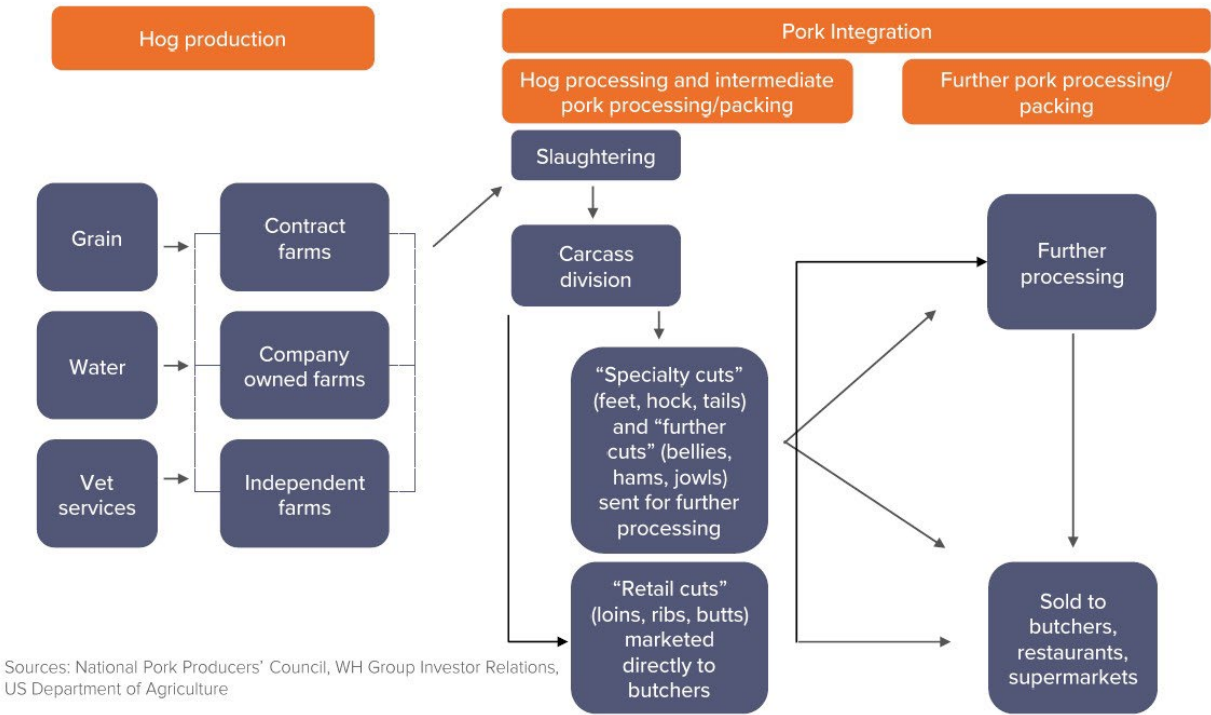 Hog production
Pork Integration
Hog processing and intermediate
pork processing/packing
Further pork processing/
packing
Slaughtering
Grain
Contract
farms
Carcass
division
Further
processing
Water
Company
owned farms
“Specialty cuts”
(feet, hock, tails)
and “further
cuts” (bellies,
hams, jowls)
sent for further
processing
Vet
services
Independent
farms
“Retail cuts”
(loins, ribs, butts)
marketed
directly to
butchers
Sold to
butchers,
restaurants,
supermarkets
Sources: National Pork Producers’ Council, WH Group Investor Relations,
US Department of Agriculture